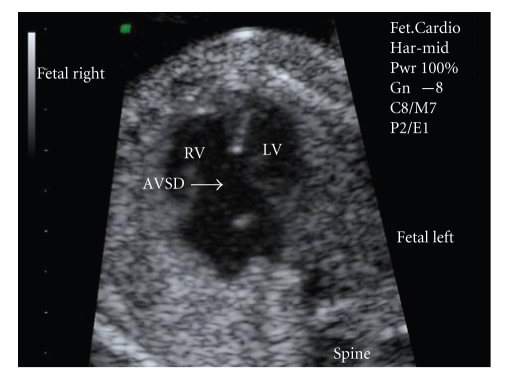 Fet.Cardio
Har-mid
Pwr 100%
Gn −8
C8/M7
P2/E1
Fetal right
RV
LV
AVSD
Fetal left
Spine